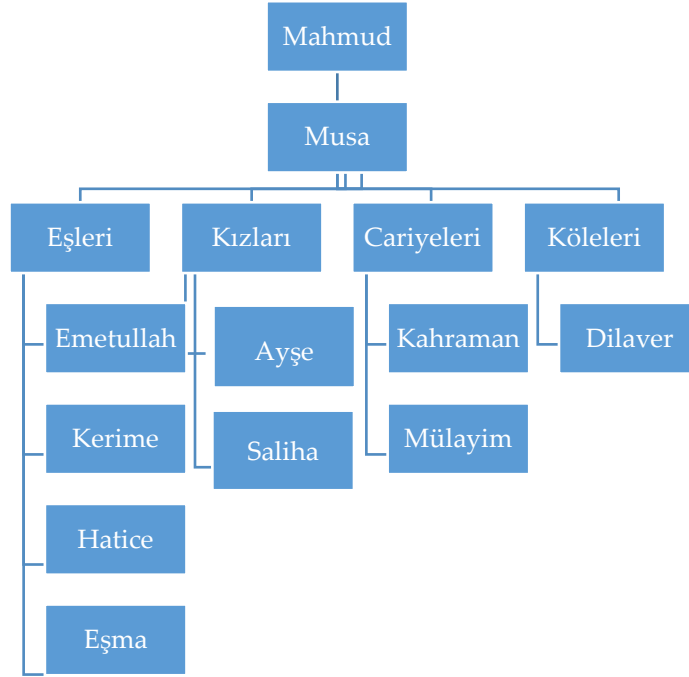 Mahmud
Musa
Eşleri
Kızları
Cariyeleri
Köleleri
Emetullah
Kerime
Hatice
Eşma
Ayşe
Saliha
Kahraman
Mülayim
Dilaver